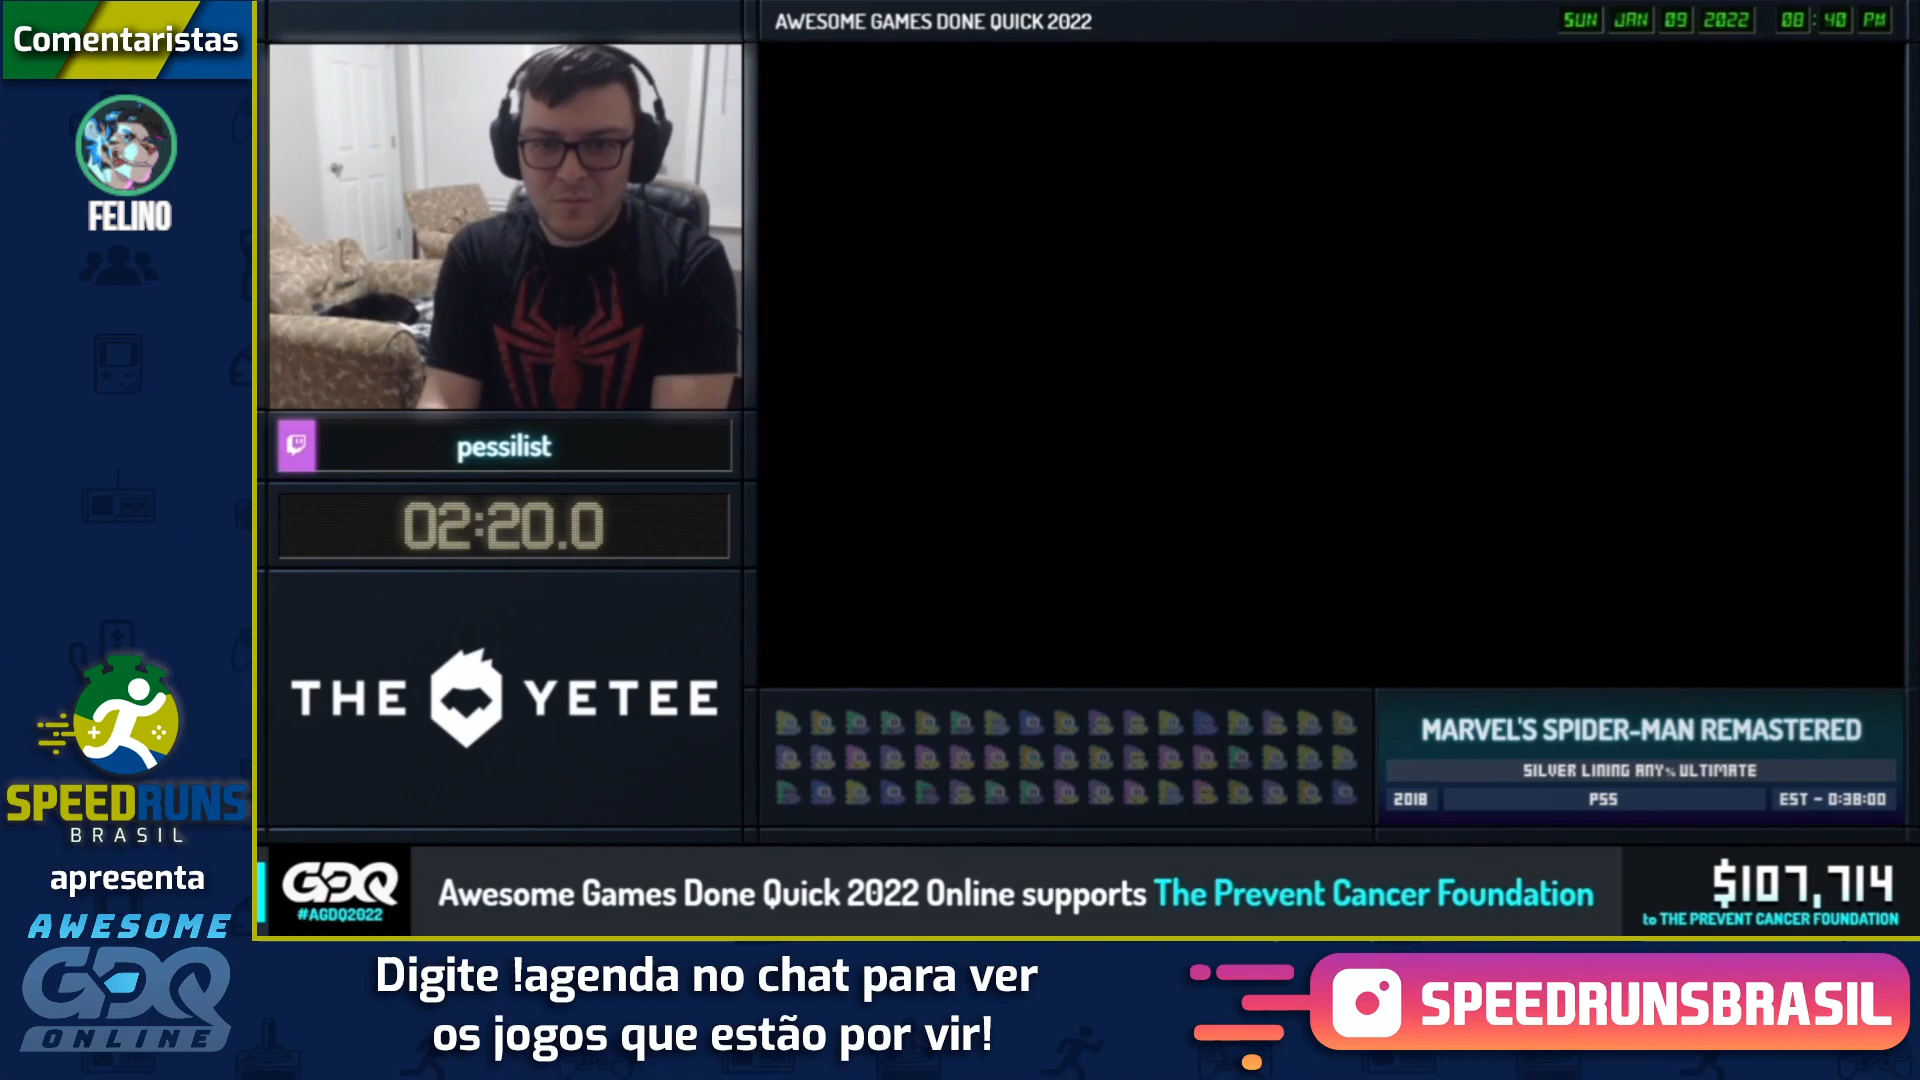 Comentaristas
FELINO
SPEEDRUNS
BRASIL
apresenta
AWESOME
GDQ
ONLINE
AWESOME GAMES DONE QUICK 2022
SUN JAN 09 2022 08:40 PM
pessilist
02:20.0
THE YETEE
MARVEL'S SPIDER-MAN REMASTERED
SILVER LINING ANY% ULTIMATE
2018 PS5 EST - 0:38:00
GDQ
#AGDQ2022
Awesome Games Done Quick 2022 Online supports The Prevent Cancer Foundation
$107,714
to THE PREVENT CANCER FOUNDATION
Digite !agenda no chat para ver
os jogos que estão por vir!
SPEEDRUNSBRASIL